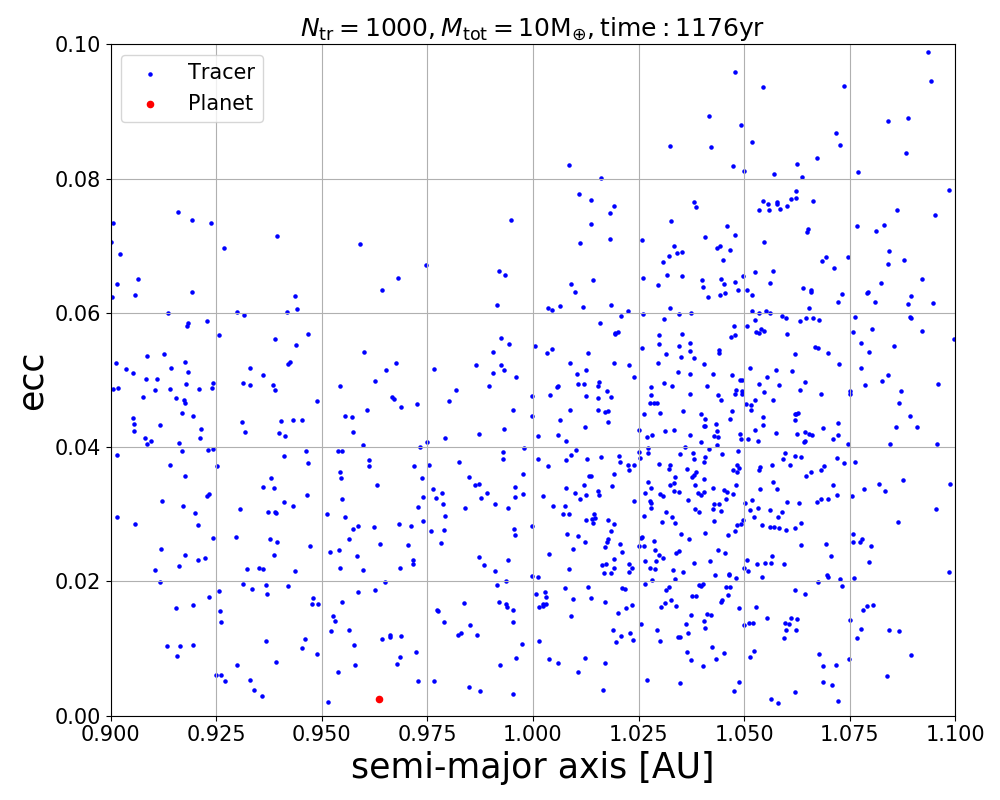 N_tr = 1000, M_tot = 10M_⊕, time : 1176yr
Tracer
Planet
ecc
0.10
0.08
0.06
0.04
0.02
0.00
0.900 0.925 0.950 0.975 1.000 1.025 1.050 1.075 1.100
semi-major axis [AU]